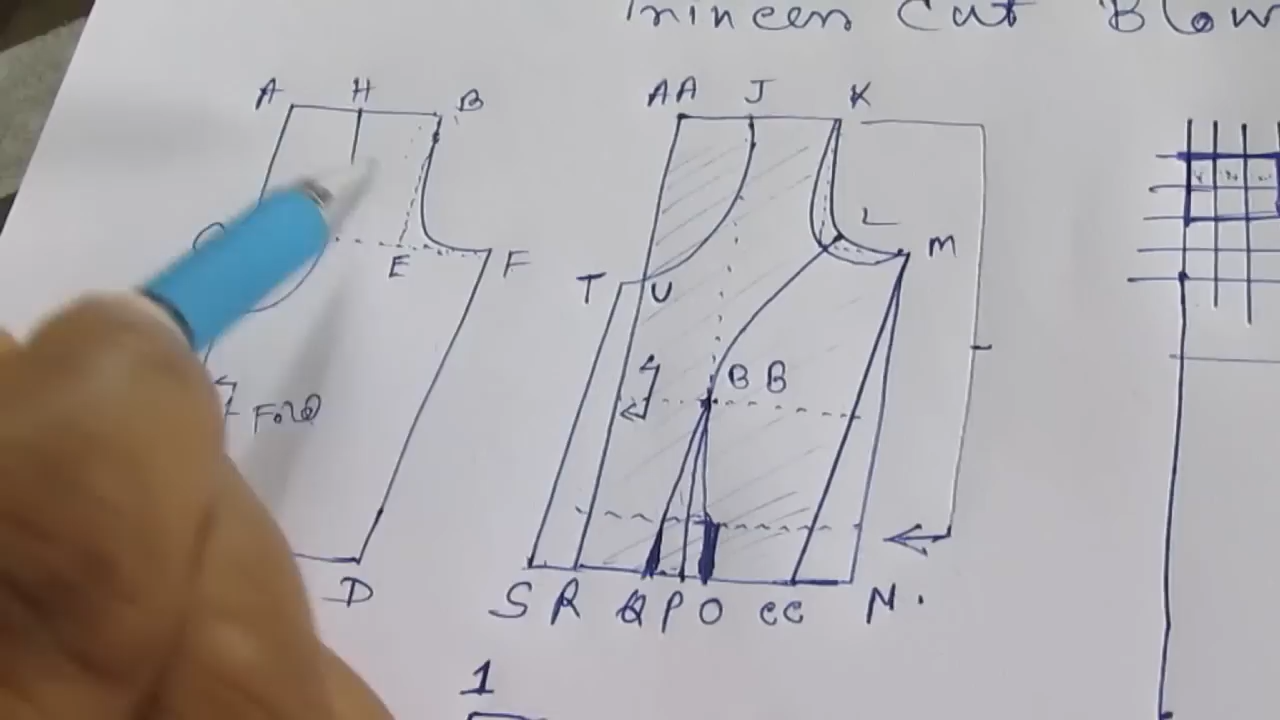 Princess Cut Blow
A H B
AA J K
L
M
E F
T U
BB
Fold
D
S R Q P O CC N.
1